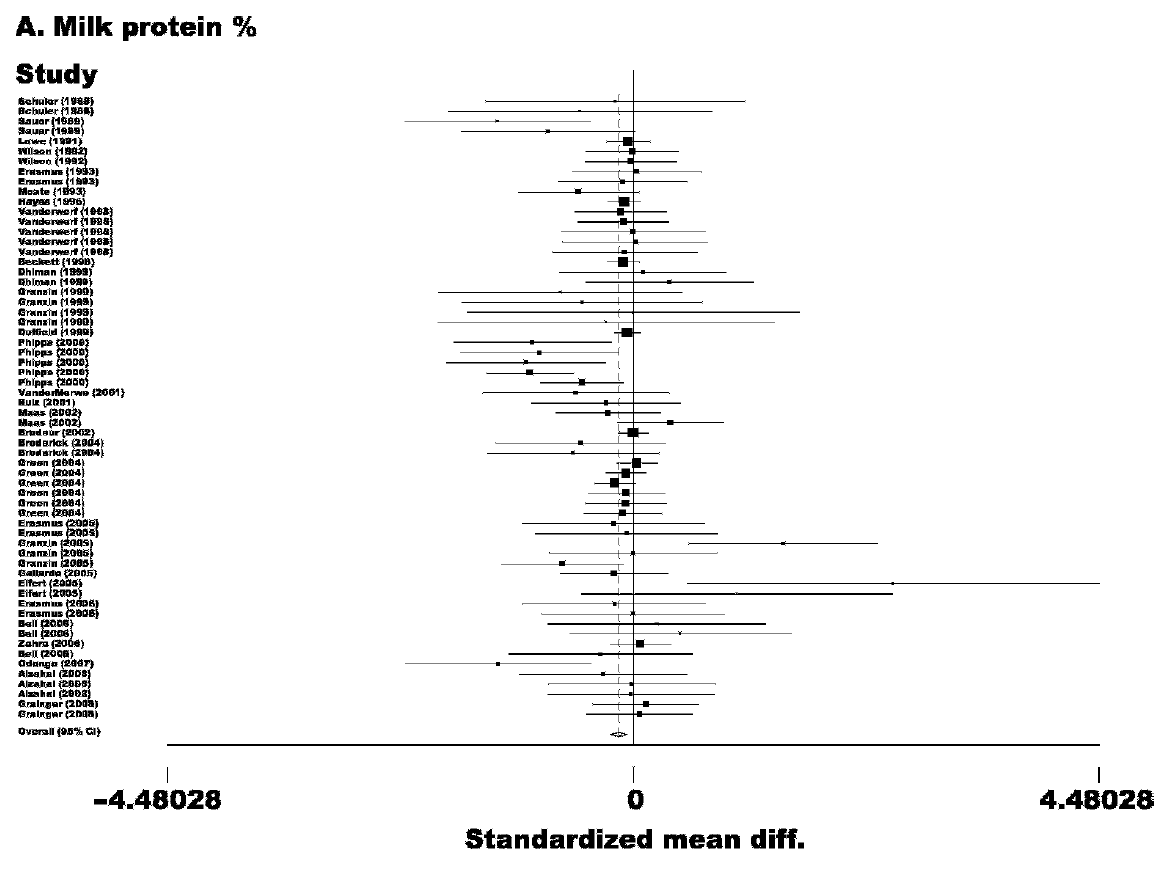 A. Milk protein %
Study
Schuler (1988)
Schuler (1988)
Sauer (1989)
Sauer (1989)
Lowe (1991)
Wilson (1992)
Wilson (1992)
Erasmus (1993)
Erasmus (1993)
Moate (1993)
Hayes (1996)
Vanderwerf (1998)
Vanderwerf (1998)
Vanderwerf (1998)
Vanderwerf (1998)
Vanderwerf (1998)
Beckett (1998)
Dhiman (1999)
Dhiman (1999)
Granzin (1999)
Granzin (1999)
Granzin (1999)
Granzin (1999)
Duffield (1999)
Phipps (2000)
Phipps (2000)
Phipps (2000)
Phipps (2000)
Phipps (2000)
VanderMerwe (2001)
Ruiz (2001)
Maas (2002)
Maas (2002)
Brodeur (2002)
Broderick (2004)
Broderick (2004)
Green (2004)
Green (2004)
Green (2004)
Green (2004)
Green (2004)
Green (2004)
Erasmus (2005)
Erasmus (2005)
Granzin (2005)
Granzin (2005)
Granzin (2005)
Gallardo (2005)
Eifert (2005)
Eifert (2005)
Erasmus (2005)
Erasmus (2005)
Bell (2006)
Bell (2006)
Zahra (2006)
Bell (2006)
Odongo (2007)
Alzahal (2008)
Alzahal (2008)
Alzahal (2008)
Grainger (2008)
Grainger (2008)
Overall (95% CI)
−4.48028 0 4.48028
Standardized mean diff.